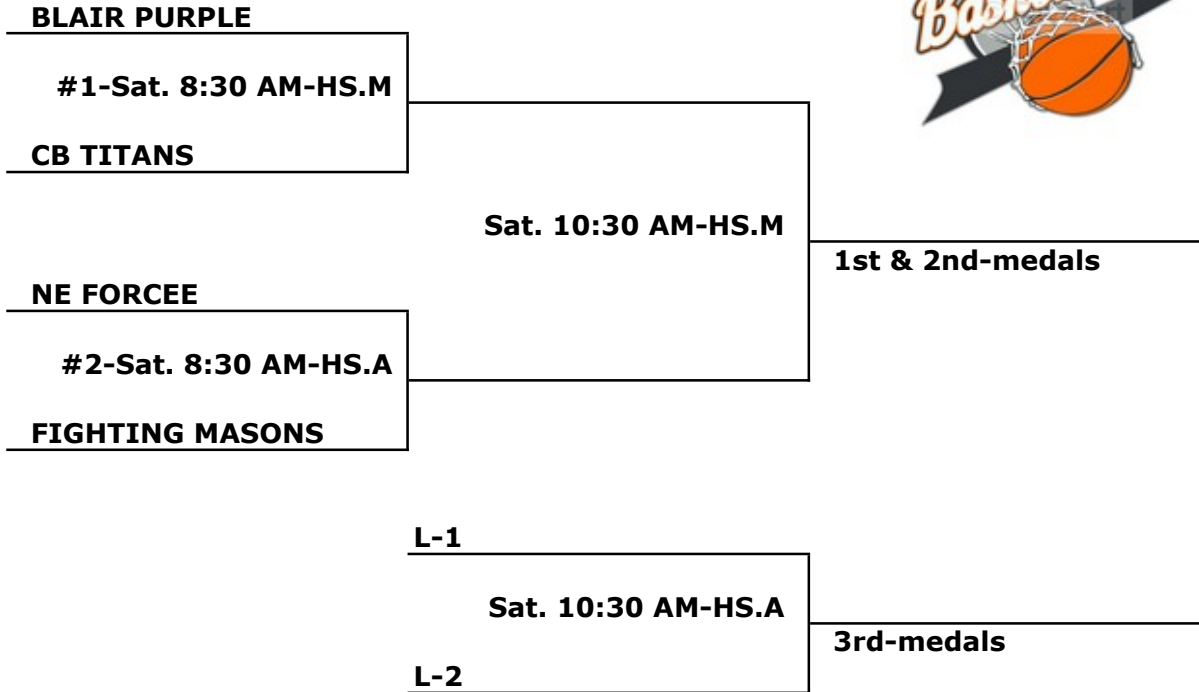 BLAIR PURPLE
#1-Sat. 8:30 AM-HS.M
CB TITANS
Sat. 10:30 AM-HS.M
1st & 2nd-medals
NE FORCEE
#2-Sat. 8:30 AM-HS.A
FIGHTING MASONS
L-1
Sat. 10:30 AM-HS.A
3rd-medals
L-2